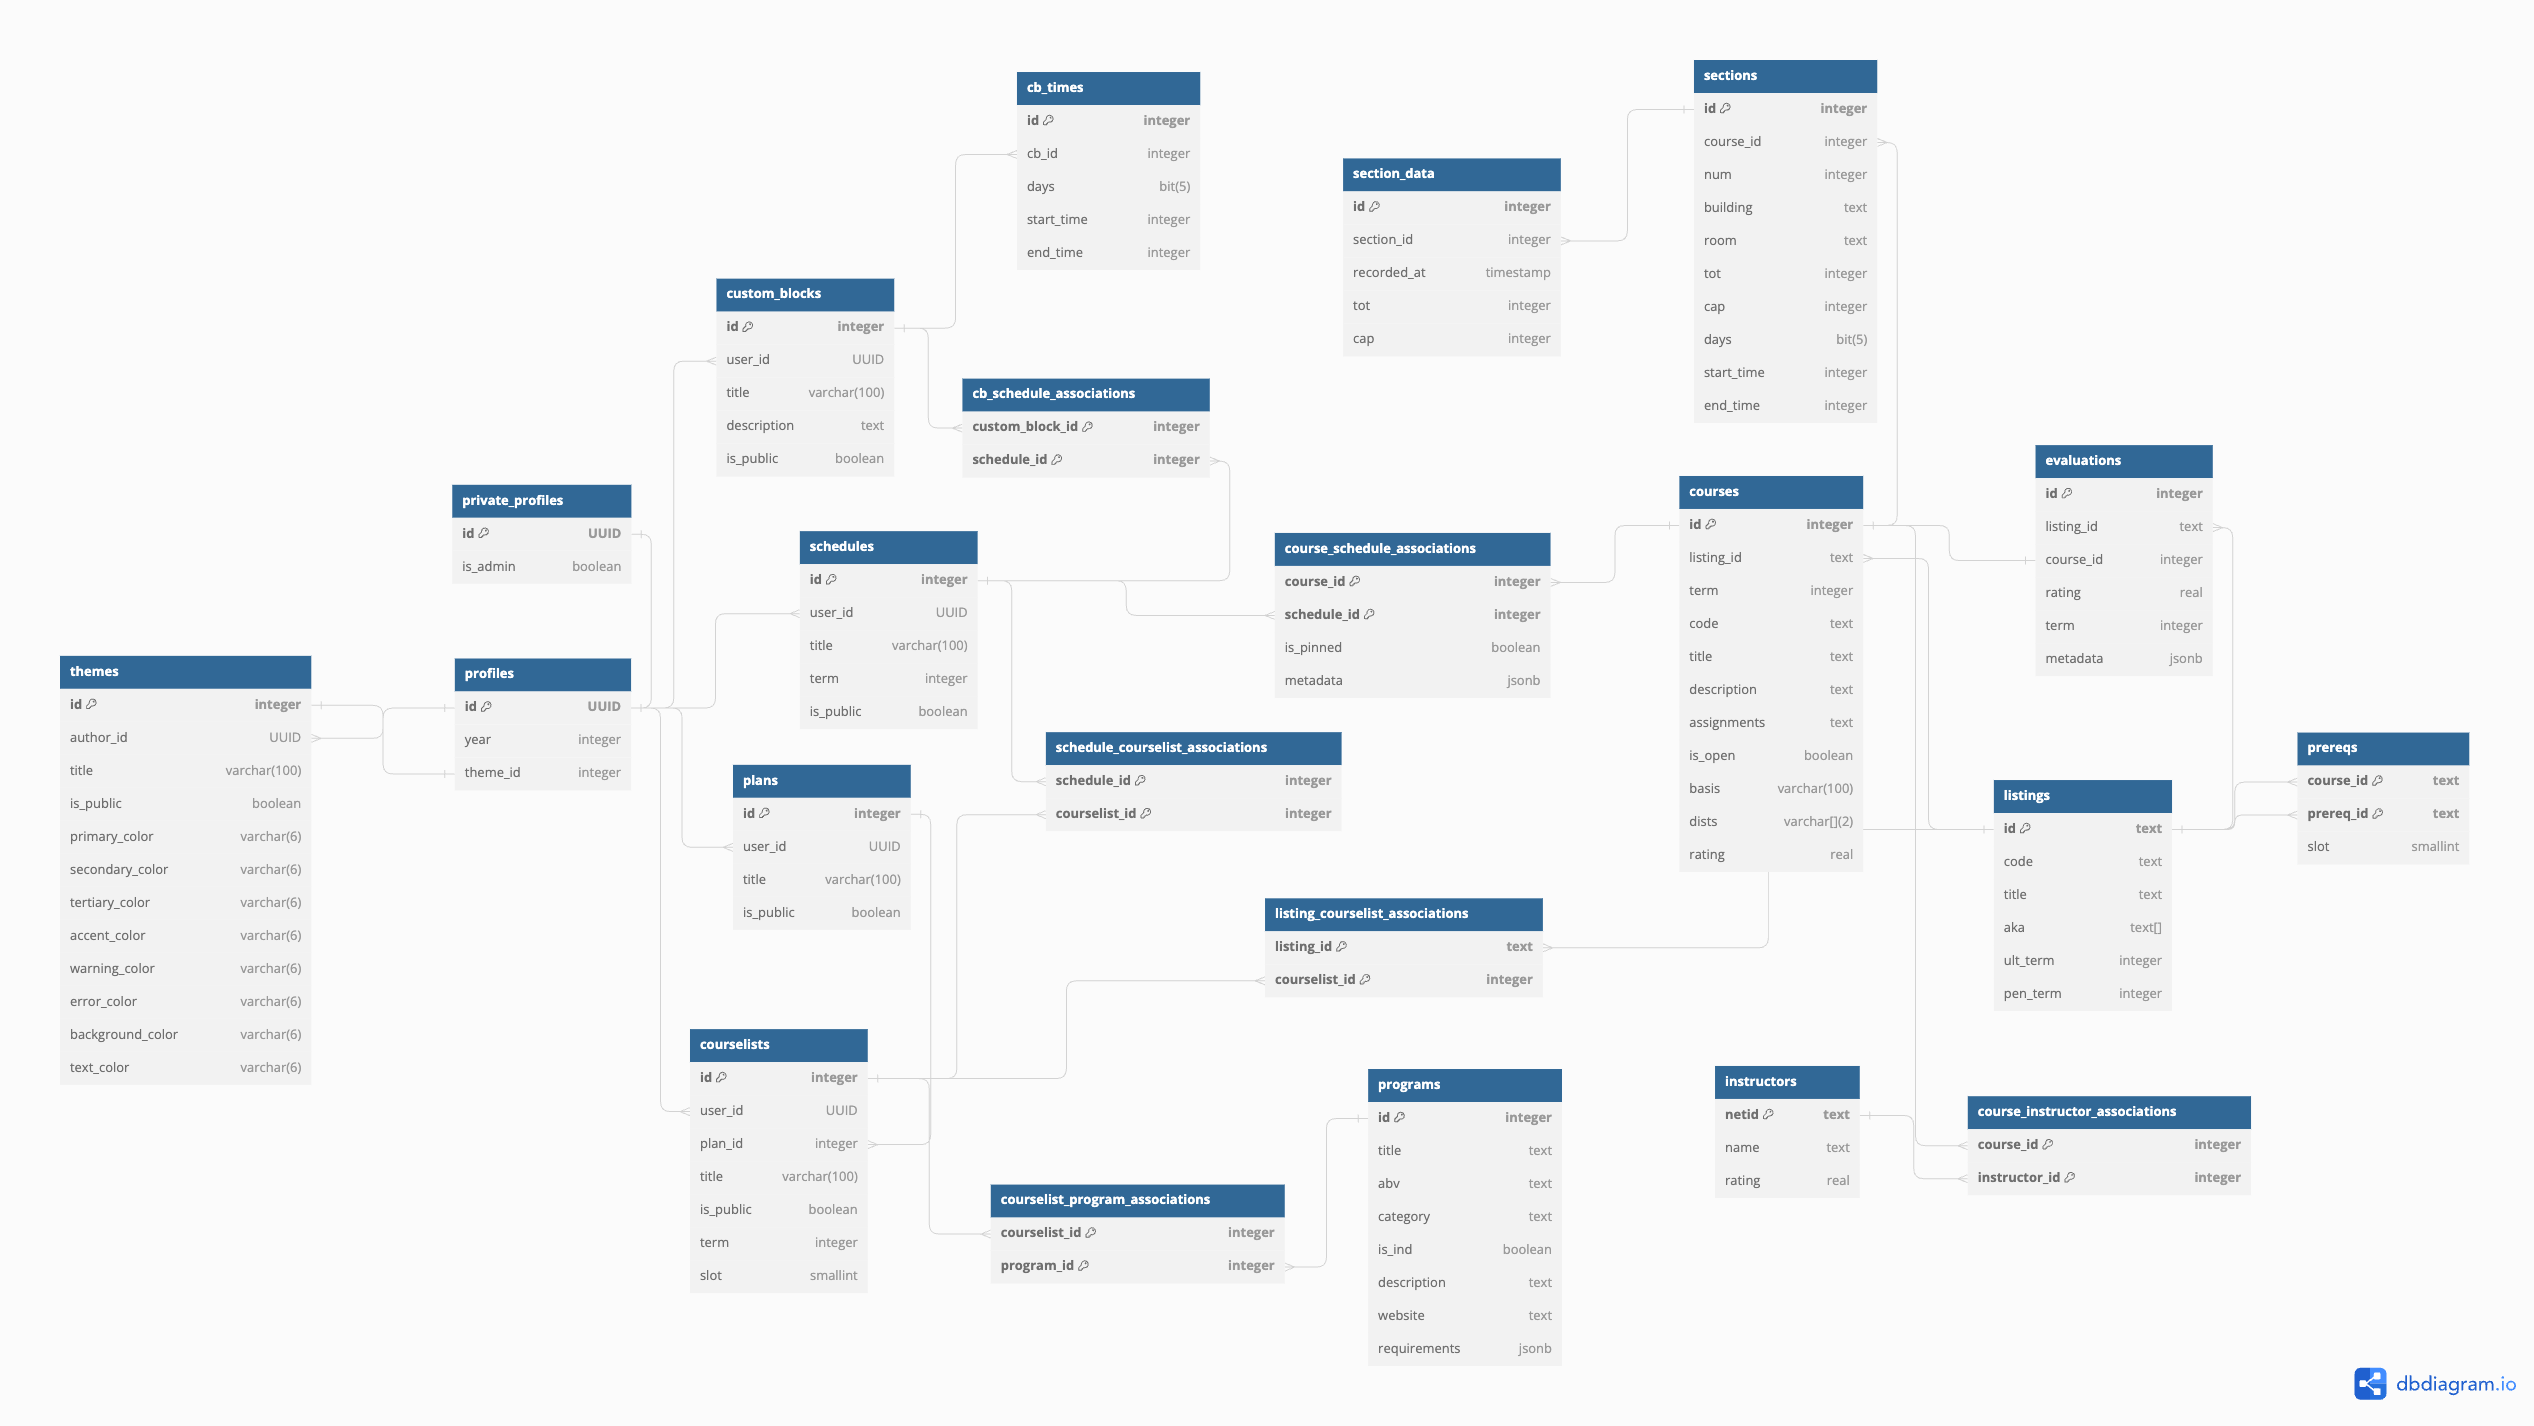 cb_times
id integer
cb_id integer
days bit(5)
start_time integer
end_time integer
sections
id integer
course_id integer
num integer
building text
room text
tot integer
cap integer
days bit(5)
start_time integer
end_time integer
section_data
id integer
section_id integer
recorded_at timestamp
tot integer
cap integer
custom_blocks
id integer
user_id UUID
title varchar(100)
description text
is_public boolean
cb_schedule_associations
custom_block_id integer
schedule_id integer
evaluations
id integer
listing_id text
course_id integer
rating real
term integer
metadata jsonb
private_profiles
id UUID
is_admin boolean
schedules
id integer
user_id UUID
title varchar(100)
term integer
is_public boolean
course_schedule_associations
course_id integer
schedule_id integer
is_pinned boolean
metadata jsonb
courses
id integer
listing_id text
term integer
code text
title text
description text
assignments text
is_open boolean
basis varchar(100)
dists varchar[](2)
rating real
themes
id integer
author_id UUID
title varchar(100)
is_public boolean
primary_color varchar(6)
secondary_color varchar(6)
tertiary_color varchar(6)
accent_color varchar(6)
warning_color varchar(6)
error_color varchar(6)
background_color varchar(6)
text_color varchar(6)
profiles
id UUID
year integer
theme_id integer
plans
id integer
user_id UUID
title varchar(100)
is_public boolean
schedule_courselist_associations
schedule_id integer
courselist_id integer
prereqs
course_id text
prereq_id text
slot smallint
listings
id text
code text
title text
aka text[]
ult_term integer
pen_term integer
listing_courselist_associations
listing_id text
courselist_id integer
courselists
id integer
user_id UUID
plan_id integer
title varchar(100)
is_public boolean
term integer
slot smallint
programs
id integer
title text
abv text
category text
is_ind boolean
description text
website text
requirements jsonb
instructors
netid text
name text
rating real
course_instructor_associations
course_id integer
instructor_id integer
courselist_program_associations
courselist_id integer
program_id integer
dbdiagram.io